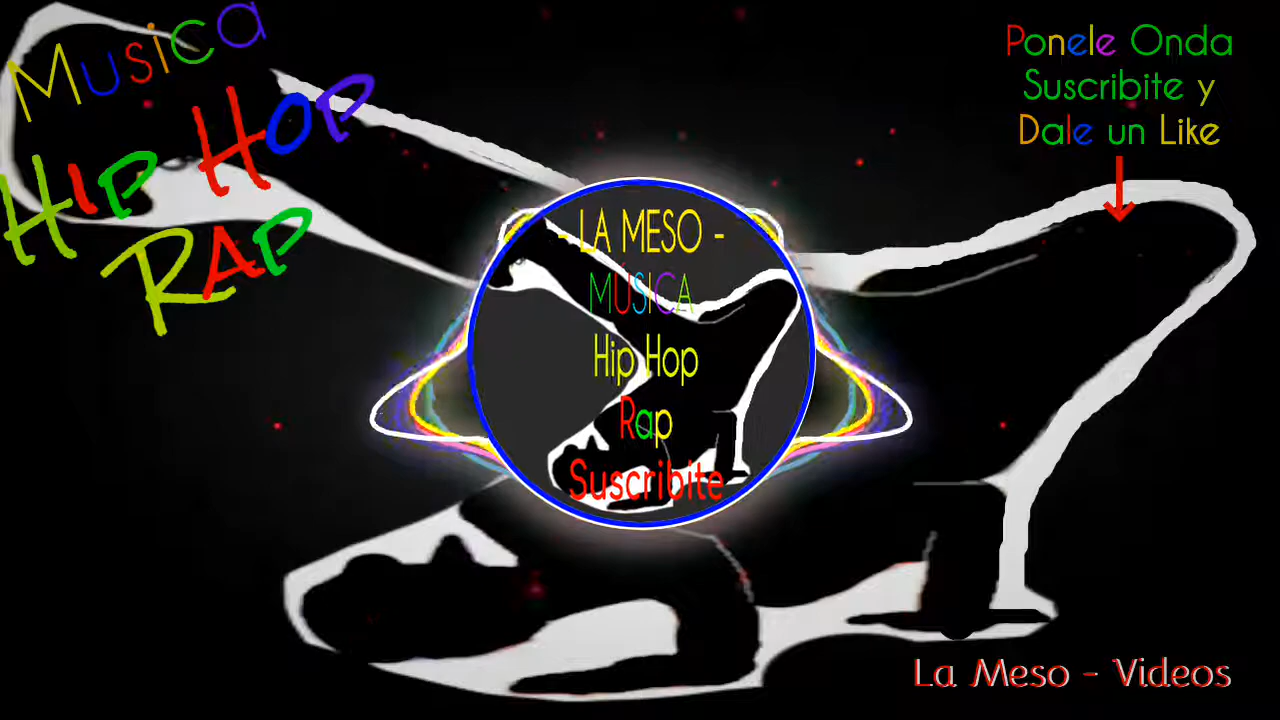 Musica
Hip Hop
Rap
Ponele Onda
Suscribite y
Dale un Like
- LA MESO -
MÚSICA
Hip Hop
Rap
Suscribite
La Meso - Videos